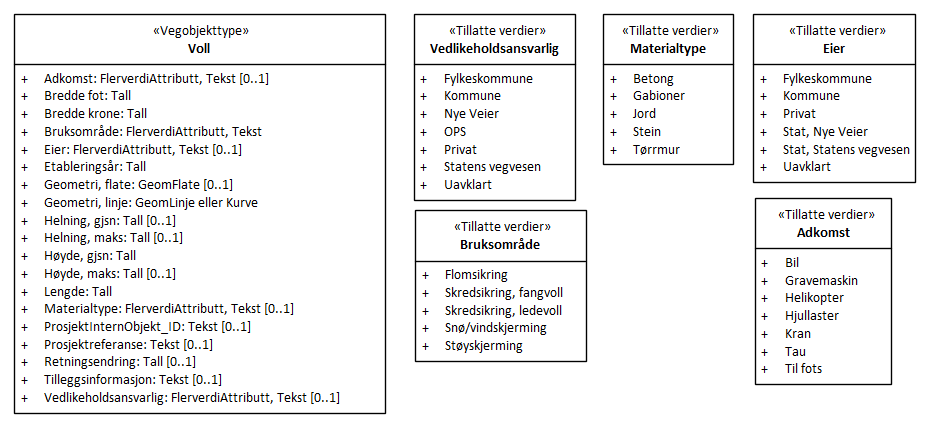 «Vegobjekttype»
Voll
+ Adkomst: FlerverdiAttributt, Tekst [0..1]
+ Bredde fot: Tall
+ Bredde krone: Tall
+ Bruksområde: FlerverdiAttributt, Tekst
+ Eier: FlerverdiAttributt, Tekst [0..1]
+ Etableringsår: Tall
+ Geometri, flate: GeomFlate [0..1]
+ Geometri, linje: GeomLinje eller Kurve
+ Helning, gjsn: Tall [0..1]
+ Helning, maks: Tall [0..1]
+ Høyde, gjsn: Tall
+ Høyde, maks: Tall [0..1]
+ Lengde: Tall
+ Materialtype: FlerverdiAttributt, Tekst [0..1]
+ ProsjektInternObjekt_ID: Tekst [0..1]
+ Prosjektreferanse: Tekst [0..1]
+ Retningsendring: Tall [0..1]
+ Tilleggsinformasjon: Tekst [0..1]
+ Vedlikeholdsansvarlig: FlerverdiAttributt, Tekst [0..1]
«Tillatte verdier»
Vedlikeholdsansvarlig
+ Fylkeskommune
+ Kommune
+ Nye Veier
+ OPS
+ Privat
+ Statens vegvesen
+ Uavklart
«Tillatte verdier»
Bruksområde
+ Flomsikring
+ Skredsikring, fangvoll
+ Skredsikring, ledevoll
+ Snø/vindskjerming
+ Støyskjerming
«Tillatte verdier»
Materialtype
+ Betong
+ Gabioner
+ Jord
+ Stein
+ Tørrmur
«Tillatte verdier»
Eier
+ Fylkeskommune
+ Kommune
+ Privat
+ Stat, Nye Veier
+ Stat, Statens vegvesen
+ Uavklart
«Tillatte verdier»
Adkomst
+ Bil
+ Gravemaskin
+ Helikopter
+ Hjullaster
+ Kran
+ Tau
+ Til fots